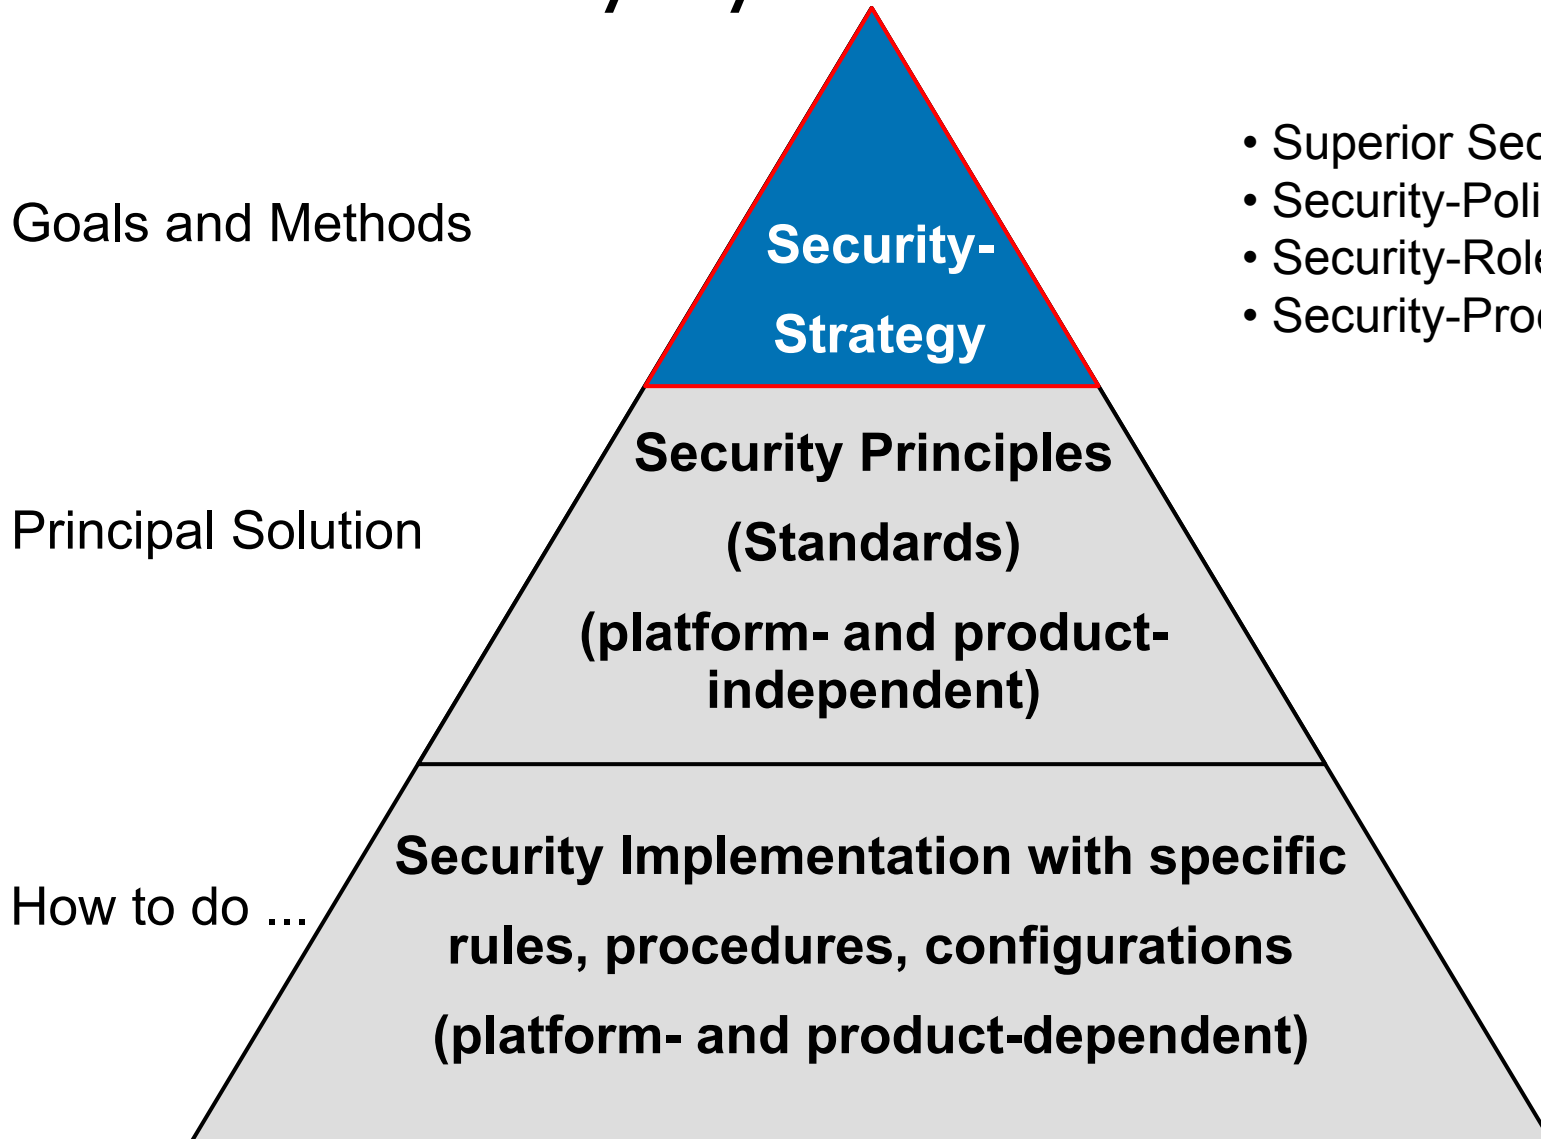 Goals and Methods
Security-
Strategy
• Superior
• 
• 
• 
Security Principles
(Standards)
(platform- and product-
independent)
Principal Solution
Security Implementation with specific
rules, procedures, configurations
(platform- and product-dependent)
How to do ...